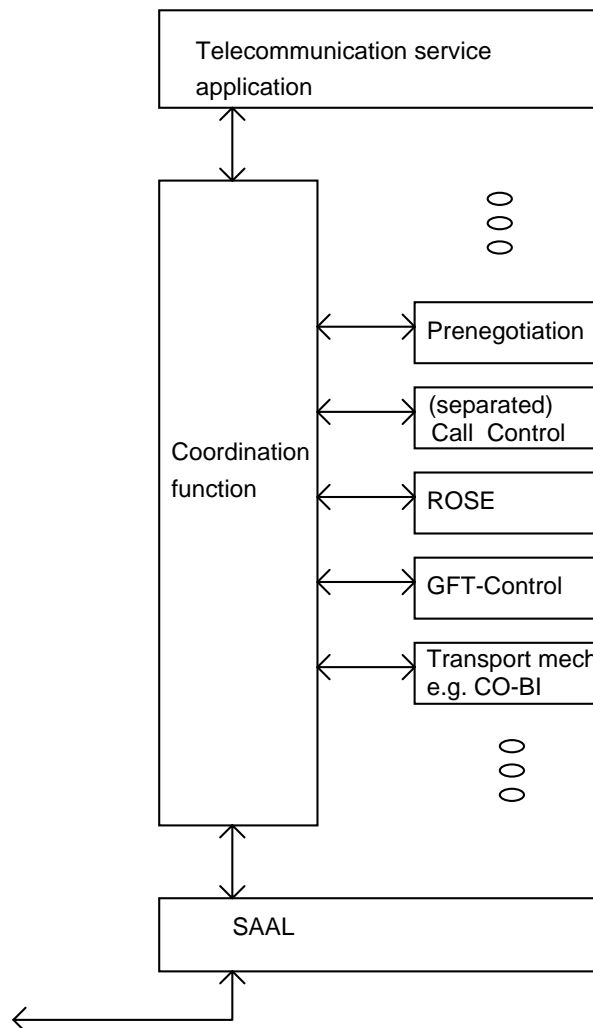 Telecommunication service
application
Prenegotiation
(separated)
Call Control
Coordination
function
ROSE
GFT-Control
Transport mech
e.g. CO-BI
SAAL